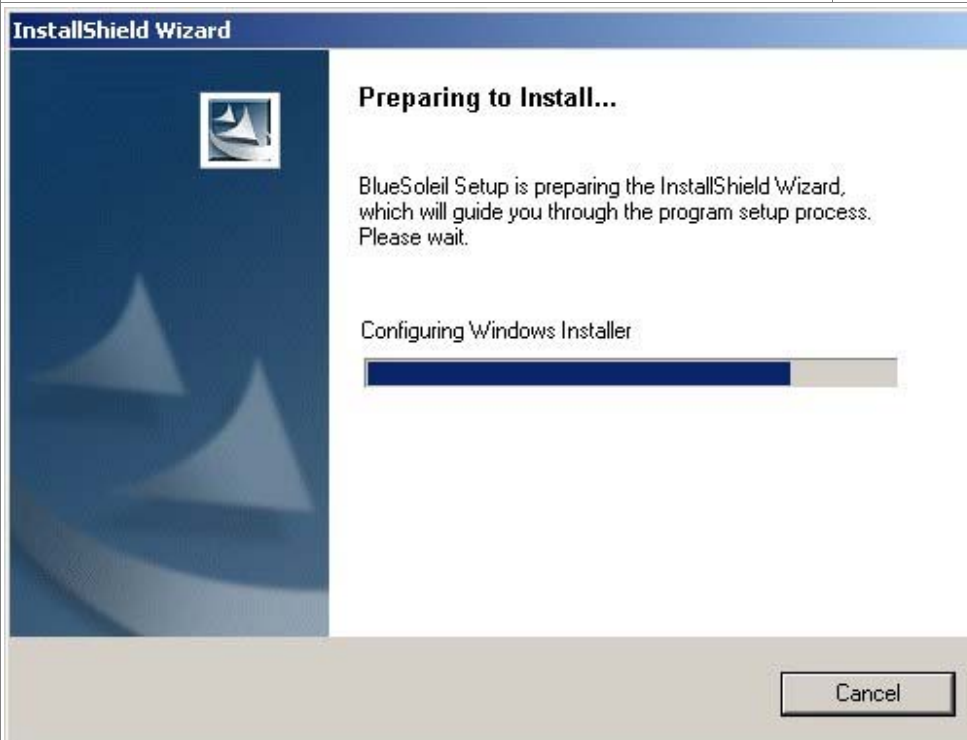 InstallShield Wizard
Preparing to Install...
BlueSoleil Setup is preparing the InstallShield Wizard,
which will guide you through the program setup process.
Please wait.
Configuring Windows Installer
Cancel